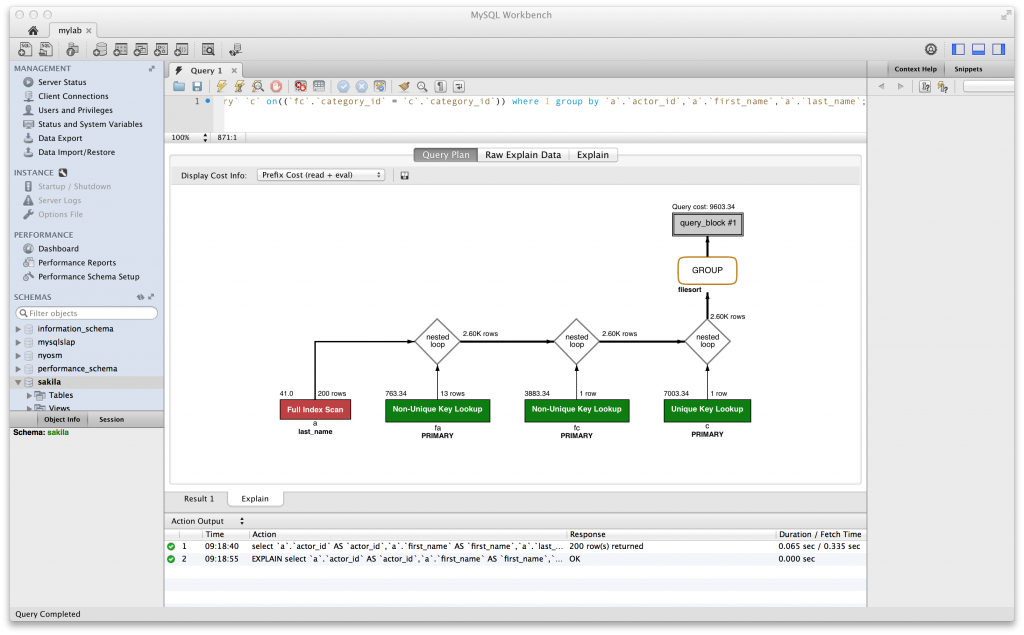 MySQL Workbench
mylab
MANAGEMENT
Server Status
Client Connections
Users and Privileges
Status and System Variables
Data Export
Data Import/Restore
INSTANCE
Startup / Shutdown
Server Logs
Options File
PERFORMANCE
Dashboard
Performance Reports
Performance Schema Setup
SCHEMAS
Filter objects
information_schema
mysqlslap
nyosm
performance_schema
sakila
Tables
Views
Object Info Session
Schema: sakila
Query 1
1 ry` `c` on((`fc`.`category_id` = `c`.`category_id`)) where 1 group by `a`.`actor_id`,`a`.`first_name`,`a`.`last_name`;
100% 871:1
Query Plan Raw Explain Data Explain
Display Cost Info: Prefix Cost (read + eval)
Query cost: 9603.34
query_block #1
GROUP
filesort
2.60K rows
nested loop 2.60K rows nested loop 2.60K rows nested loop
41.0 200 rows 763.34 13 rows 3883.34 1 row 7003.34 1 row
Full Index Scan Non-Unique Key Lookup Non-Unique Key Lookup Unique Key Lookup
a fa fc c
last_name PRIMARY PRIMARY PRIMARY
Result 1 Explain
Action Output
Time Action Response Duration / Fetch Time
1 09:18:40 select `a`.`actor_id` AS `actor_id`,`a`.`first_name` AS `first_name`,`a`.`last_... 200 row(s) returned 0.065 sec / 0.335 sec
2 09:18:55 EXPLAIN select `a`.`actor_id` AS `actor_id`,`a`.`first_name` AS `first_name`,`... OK 0.000 sec
Context Help Snippets
Query Completed